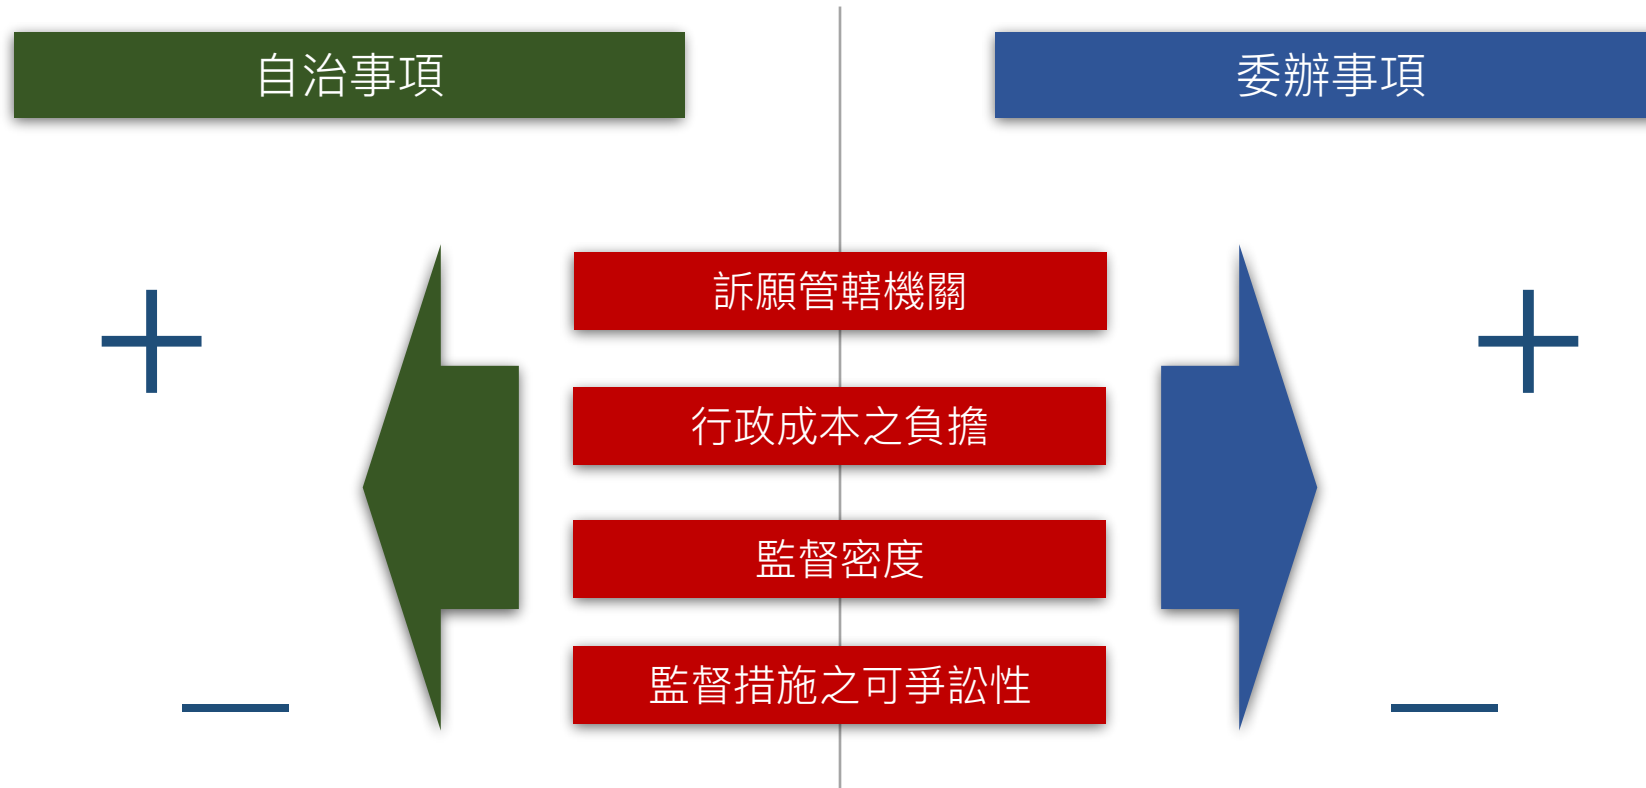 自治事項
委辦事項
訴願管轄機關
行政成本之負擔
監督密度
監督措施之可爭訟性
+
+
—
—